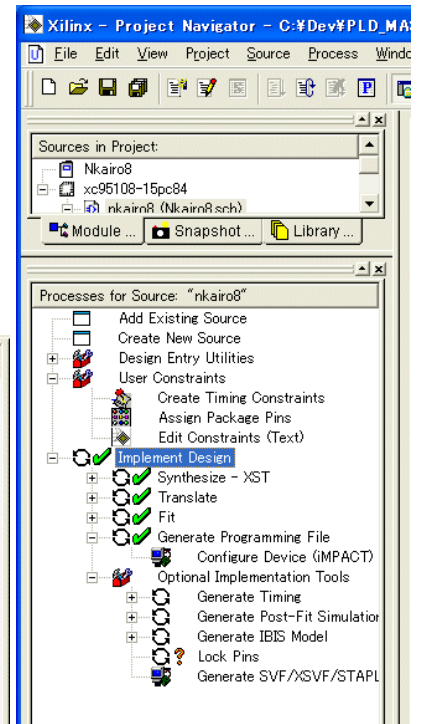 Xilinx - Project Navigator - C:¥Dev¥PLD_MA
File Edit View Project Source Process Windo
Sources in Project:
Nkairo8
xc95108-15pc84
nkairo8 (Nkairo8.sch)
Module ... Snapshot ... Library ...
Processes for Source: "nkairo8"
Add Existing Source
Create New Source
Design Entry Utilities
User Constraints
Create Timing Constraints
Assign Package Pins
Edit Constraints (Text)
Implement Design
Synthesize - XST
Translate
Fit
Generate Programming File
Configure Device (iMPACT)
Optional Implementation Tools
Generate Timing
Generate Post-Fit Simulation
Generate IBIS Model
Lock Pins
Generate SVF/XSVF/STAPL